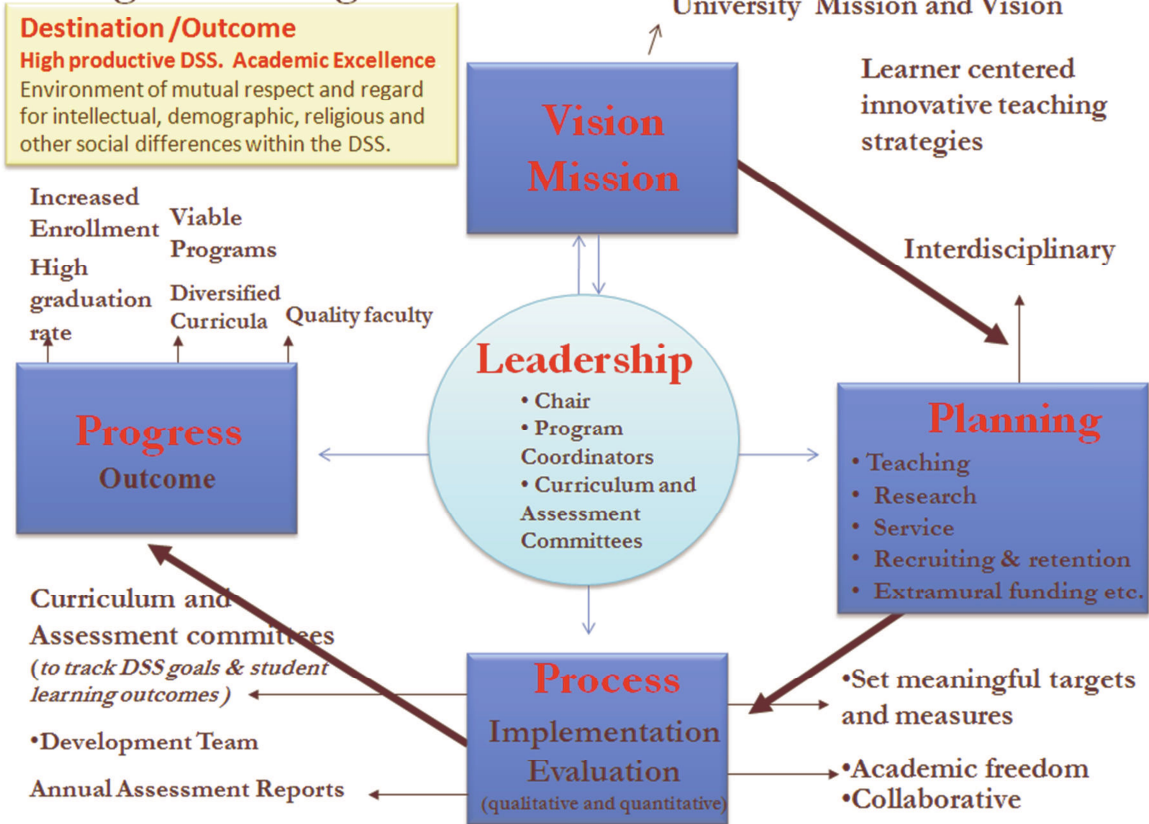 University Mission and Vision
Destination /Outcome
High productive DSS. Academic Excellence
Environment of mutual respect and regard
for intellectual, demographic, religious and
other social differences within the DSS.
Vision
Mission
Learner centered
innovative teaching
strategies
Increased
Enrollment
High
graduation
rate
Viable
Programs
Diversified
Curricula
Quality faculty
Interdisciplinary
Leadership
• Chair
• Program
Coordinators
• Curriculum and
Assessment
Committees
Progress
Outcome
Planning
• Teaching
• Research
• Service
• Recruiting & retention
• Extramural funding etc.
Curriculum and
Assessment committees
(to track DSS goals & student
learning outcomes )
•Development Team
Annual Assessment Reports
Process
Implementation
Evaluation
(qualitative and quantitative)
•Set meaningful targets
and measures
•Academic freedom
•Collaborative